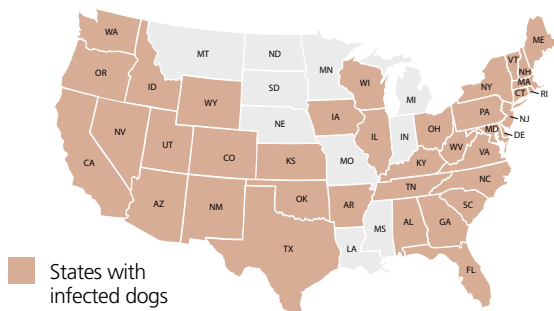 WA
MT
ND
MN
ME
VT
NH
MA
CT
RI
OR
ID
SD
WI
MI
NY
WY
NE
IA
PA
NJ
NV
UT
CO
KS
MO
IL
IN
OH
MD
DE
WV
VA
KY
CA
AZ
NM
OK
AR
TN
NC
SC
TX
LA
MS
AL
GA
FL
States with
infected dogs